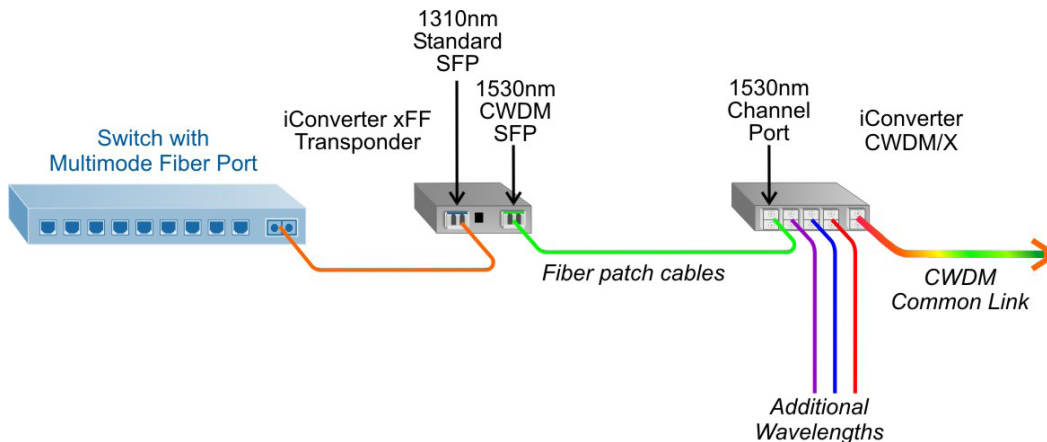 1310nm
Standard
SFP
1530nm
CWDM
SFP
1530nm
Channel
Port
iConverter
CWDM/X
iConverter xFF
Transponder
Switch with
Multimode Fiber Port
Fiber patch cables
CWDM
Common Link
Additional
Wavelengths